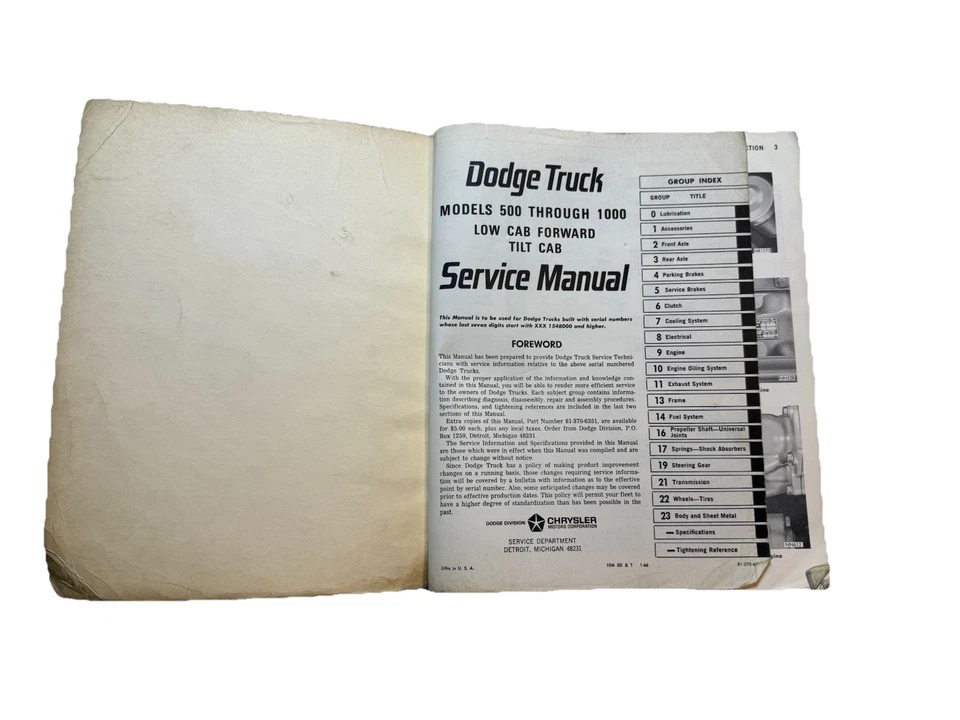 Dodge Truck
MODELS 500 THROUGH 1000
LOW CAB FORWARD
TILT CAB
Service Manual
This Manual is to be used for Dodge Trucks built with serial numbers
whose last seven digits start with XXX 1548000 and higher.
FOREWORD
This Manual has been prepared to provide Dodge Truck Service Techni-
cians with service information relative to the above serial numbered
Dodge Trucks.
With the proper application of the information and knowledge con-
tained in this Manual, you will be able to render more efficient service
to the owners of Dodge Trucks. Each subject group contains informa-
tion describing diagnosis, disassembly, repair and assembly procedures.
Specifications, and tightening references are included in the last two
sections of this Manual.
Extra copies of this Manual, Part Number 81-370-6351, are available
for $5.00 each, plus any local taxes. Order from Dodge Division, P.O.
Box 1259, Detroit, Michigan 48231
The Service Information and Specifications provided in this Manual
are those which were in effect when this Manual was compiled and are
subject to change without notice.
Since Dodge Truck has a policy of making product improvement
changes on a running basis, those changes requiring service informa-
tion will be covered by a bulletin with information as to the effective
point by serial number. Also, some anticipated changes may be covered
prior to effective production dates. This policy will permit your fleet to
have a higher degree of standardization than has been possible in the
past.
DODGE DIVISION CHRYSLER
MOTORS CORPORATION
SERVICE DEPARTMENT
DETROIT, MICHIGAN 48231
Litho in U. S. A.
10M SD & T 1-66
81-370-6
GROUP INDEX
GROUP TITLE
0 Lubrication
1 Accessories
2 Front Axle
3 Rear Axle
4 Parking Brakes
5 Service Brakes
6 Clutch
7 Cooling System
8 Electrical
9 Engine
10 Engine Oiling System
11 Exhaust System
13 Frame
14 Fuel System
16 Propeller Shaft—Universal
Joints
17 Springs—Shock Absorbers
19 Steering Gear
21 Transmission
22 Wheels—Tires
23 Body and Sheet Metal
— Specifications
— Tightening Reference
CTION 3
ine
NN613
gine